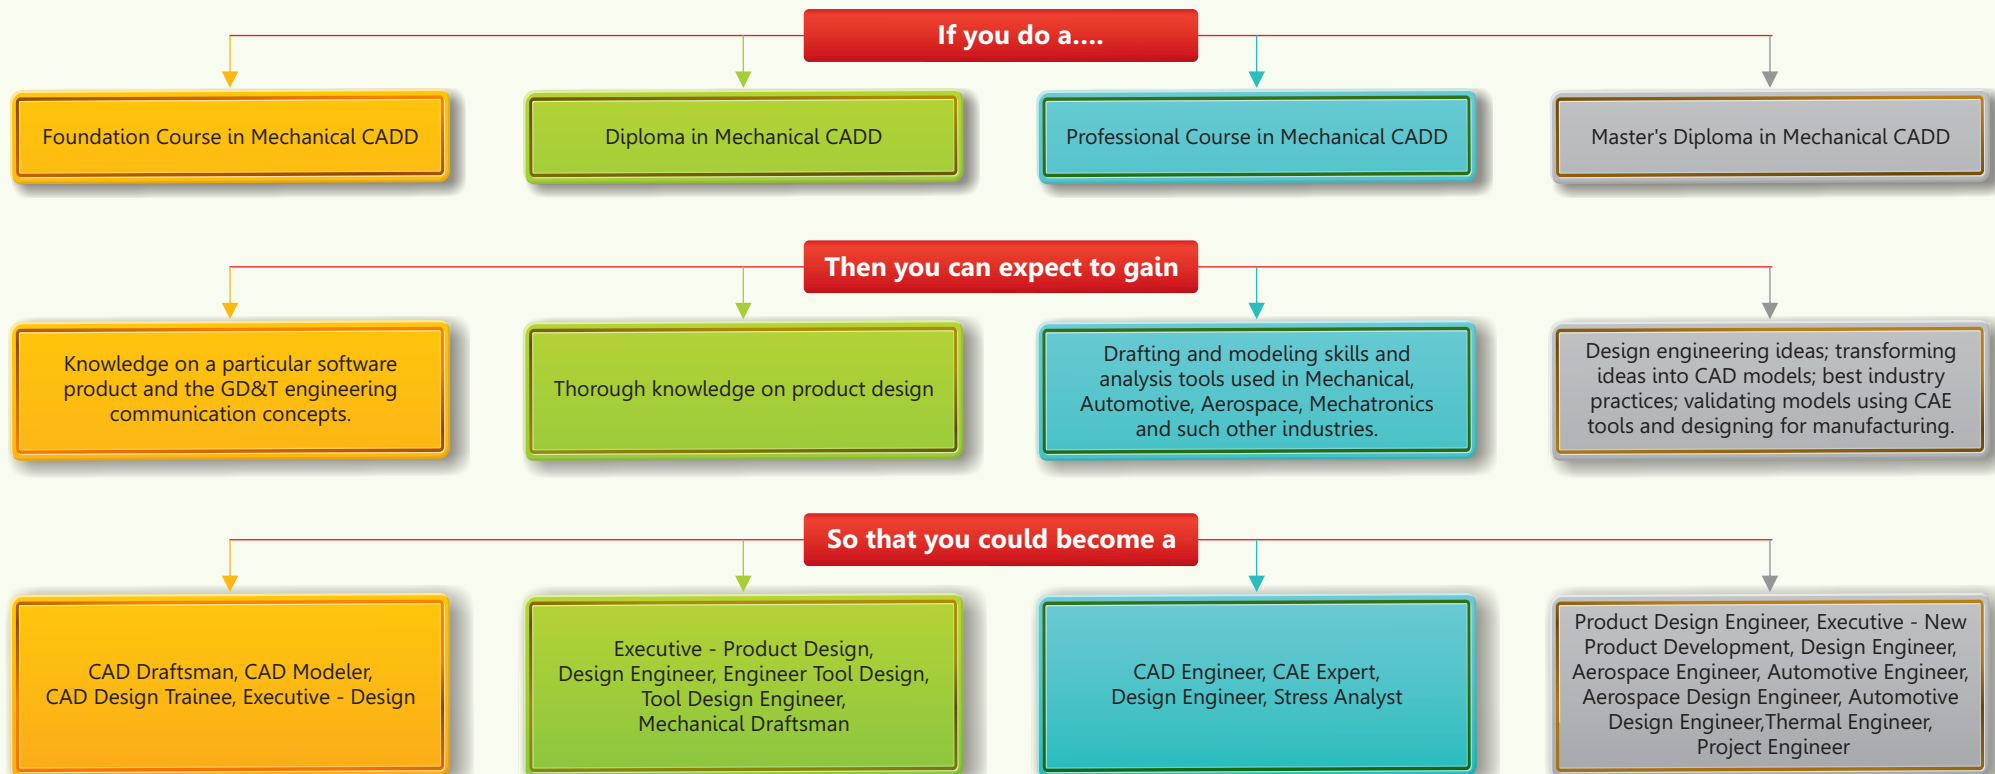 If you do a....
Foundation Course in Mechanical CADD
Diploma in Mechanical CADD
Professional Course in Mechanical CADD
Master's Diploma in Mechanical CADD
Then you can expect to gain
Knowledge on a particular software
product and the GD&T engineering
communication concepts.
Thorough knowledge on product design
Drafting and modeling skills and
analysis tools used in Mechanical,
Automotive, Aerospace, Mechatronics
and such other industries.
Design engineering ideas; transforming
ideas into CAD models; best industry
practices; validating models using CAE
tools and designing for manufacturing.
So that you could become a
CAD Draftsman, CAD Modeler,
CAD Design Trainee, Executive - Design
Executive - Product Design,
Design Engineer, Engineer Tool Design,
Tool Design Engineer,
Mechanical Draftsman
CAD Engineer, CAE Expert,
Design Engineer, Stress Analyst
Product Design Engineer, Executive - New
Product Development, Design Engineer,
Aerospace Engineer, Automotive Engineer,
Aerospace Design Engineer, Automotive
Design Engineer,Thermal Engineer,
Project Engineer